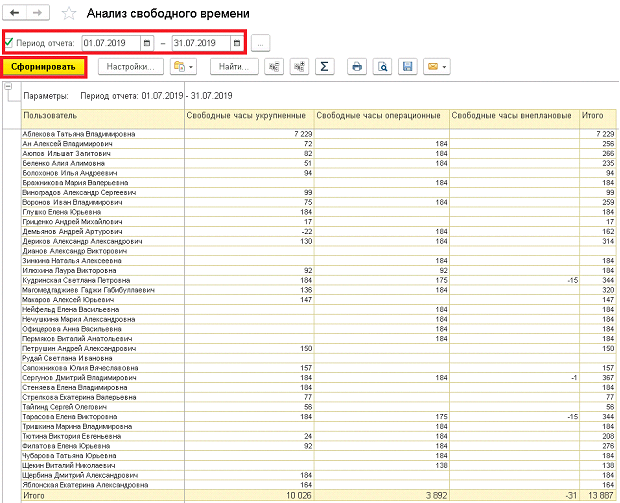 Анализ свободного времени
Период отчета: 01.07.2019 – 31.07.2019 ...
Сформировать Настройки... Найти... Σ
Параметры: Период отчета: 01.07.2019 - 31.07.2019
Пользователь Свободные часы укрупненные Свободные часы операционные Свободные часы внеплановые Итого
Аблекова Татьяна Владимировна 7 229 7 229
Ан Алексей Владимирович 72 184 256
Аюпов Ильшат Загитович 82 184 266
Беленко Алия Алимовна 51 184 235
Болохонов Илья Андреевич 94 94
Бражникова Мария Валерьевна 184 184
Виноградов Александр Сергеевич 99 99
Воронов Иван Владимирович 75 184 259
Глушко Елена Юрьевна 184 184
Гриценко Андрей Михайлович 17 17
Демьянов Андрей Артурович -22 184 162
Дериков Александр Александрович 130 184 314
Дианов Александр Викторович
Зинкина Наталья Алексеевна 184 184
Илюхина Лаура Викторовна 92 92 184
Кудринская Светлана Петровна 184 175 -15 344
Магомедгаджиев Гаджи Габибуллаевич 136 184 320
Макаров Алексей Юрьевич 147 147
Нейфельд Елена Васильевна 184 184
Нечушкина Мария Александровна 184 184
Офицерова Анна Васильевна 184 184
Пермяков Виталий Анатольевич 184 184
Петрушин Андрей Александрович 150 150
Рудай Светлана Ивановна
Сапожникова Юлия Вячеславовна 157 157
Сергунов Дмитрий Владимирович 184 184 -1 367
Стеняева Елена Владимировна 184 184
Стрелкова Екатерина Валерьевна 77 77
Тайгинд Сергей Олегович 56 56
Тарасова Елена Викторовна 184 175 -15 344
Тришкина Марина Владимировна 184 184
Тютина Виктория Евгеньевна 24 184 208
Филатова Елена Юрьевна 92 184 276
Чубарова Татьяна Юрьевна 184 184
Щекин Виталий Николаевич 138 138
Щербина Дмитрий Александрович 184 184
Яблонская Екатерина Александровна 164 164
Итого 10 026 3 892 -31 13 887